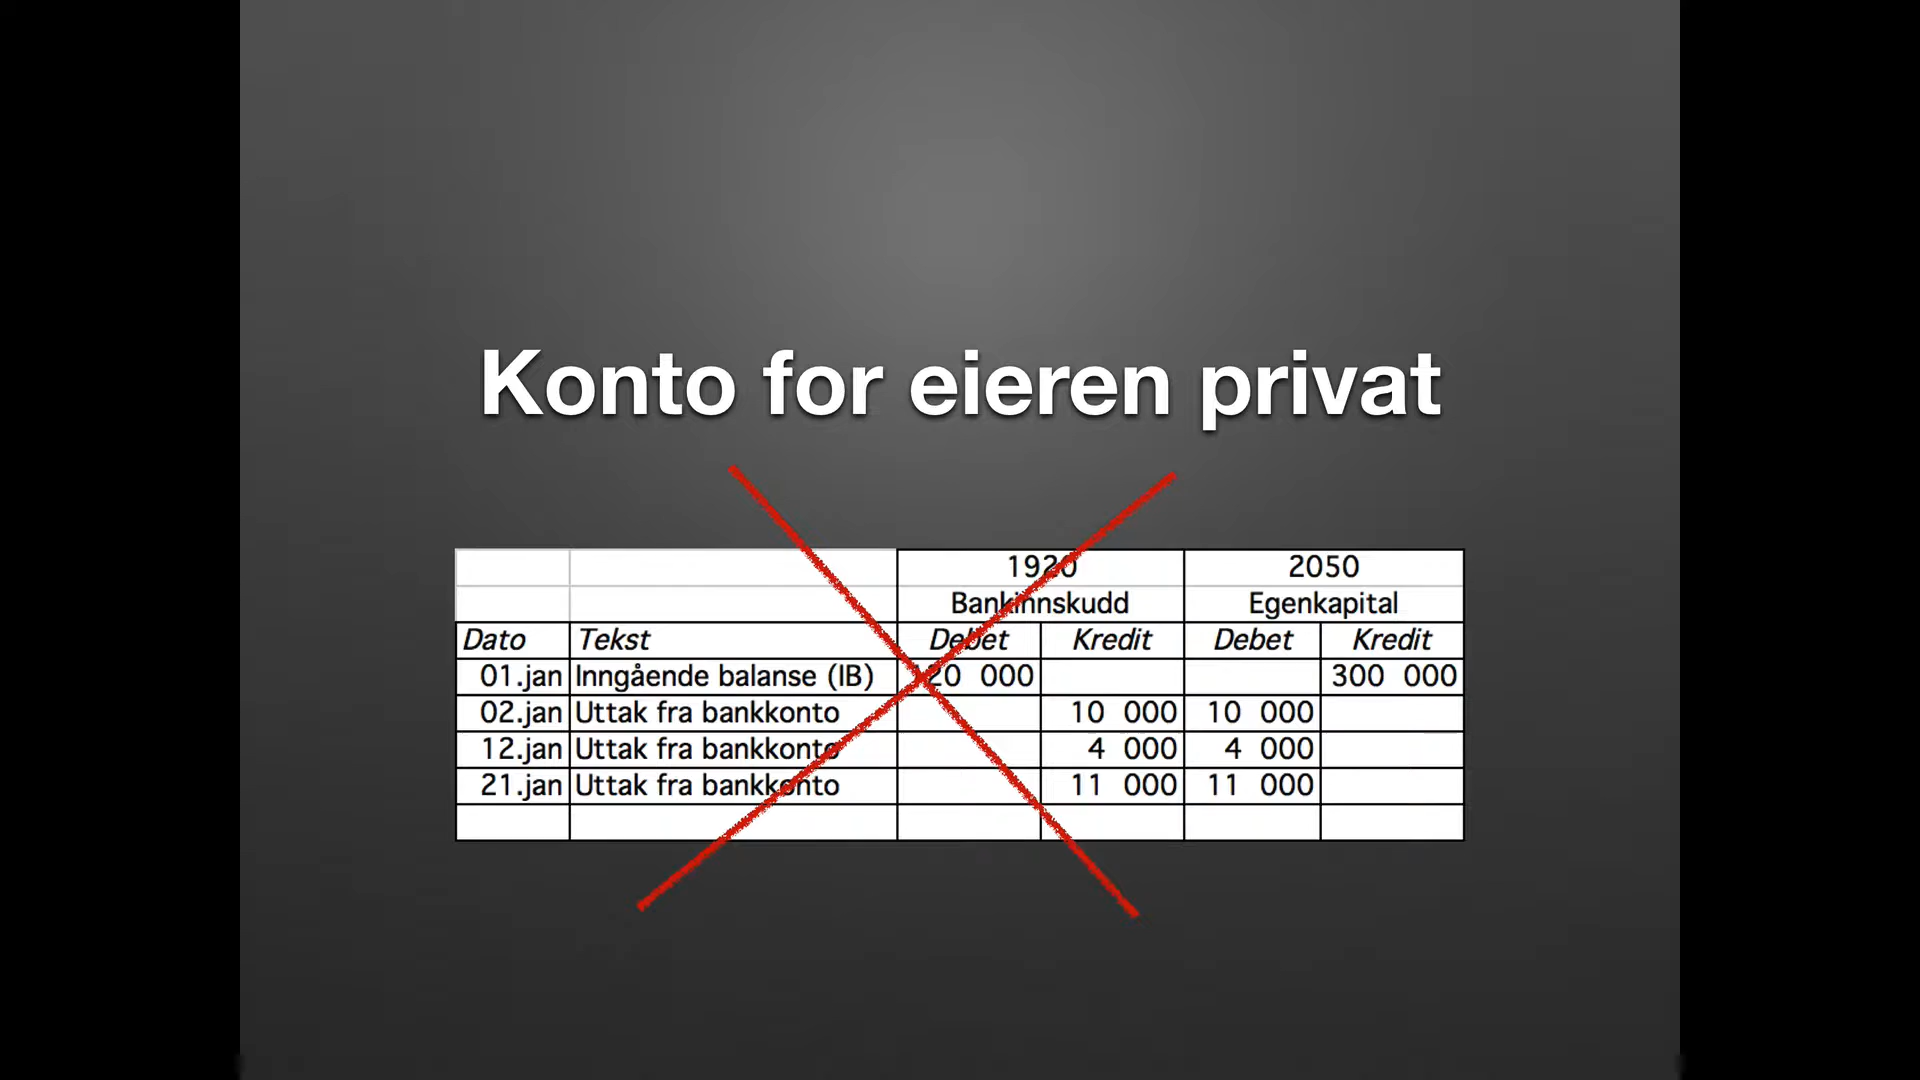 Konto for eieren privat
1920 2050
Bankinnskudd Egenkapital
Dato Tekst Debet Kredit Debet Kredit
01.jan Inngående balanse (IB) 120 000 300 000
02.jan Uttak fra bankkonto 10 000 10 000
12.jan Uttak fra bankkonto 4 000 4 000
21.jan Uttak fra bankkonto 11 000 11 000